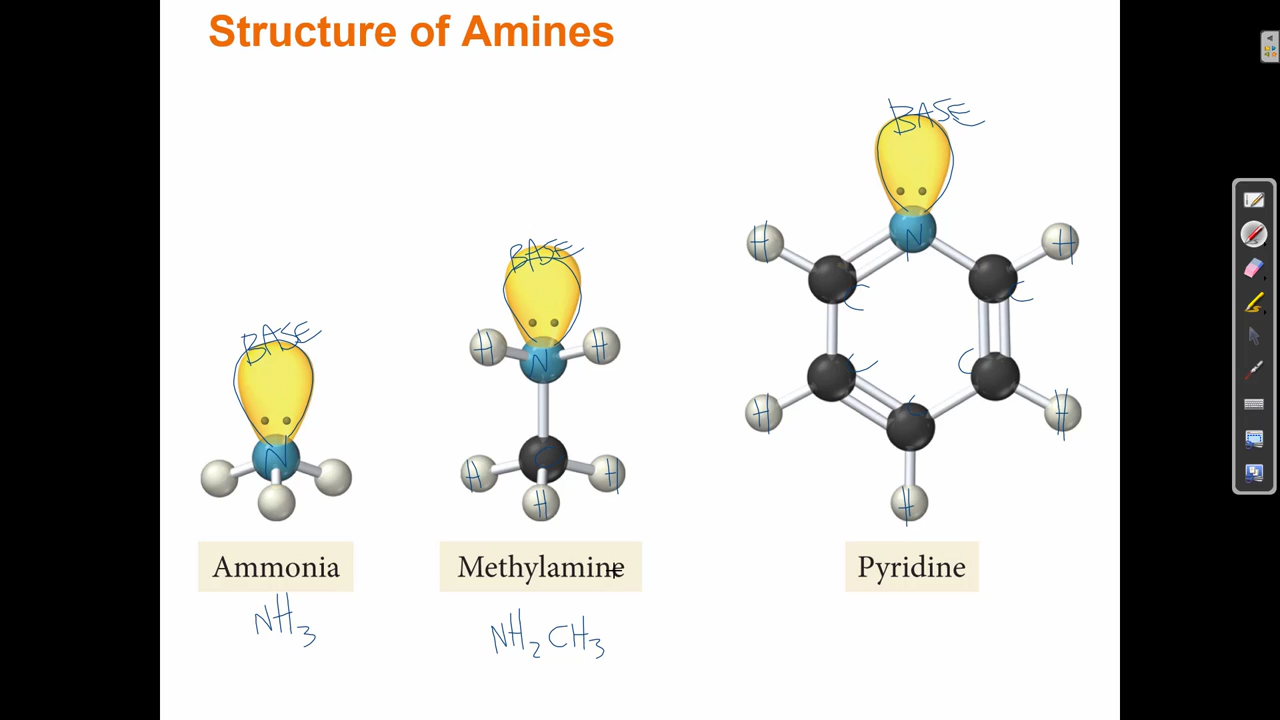 Structure of Amines
BASE
BASE
BASE
N
H
H
N
H
H
C
C
N
C
C
C
H
H
C
H
H
H
H
H
Ammonia
Methylamine
Pyridine
NH₃
NH₂CH₃